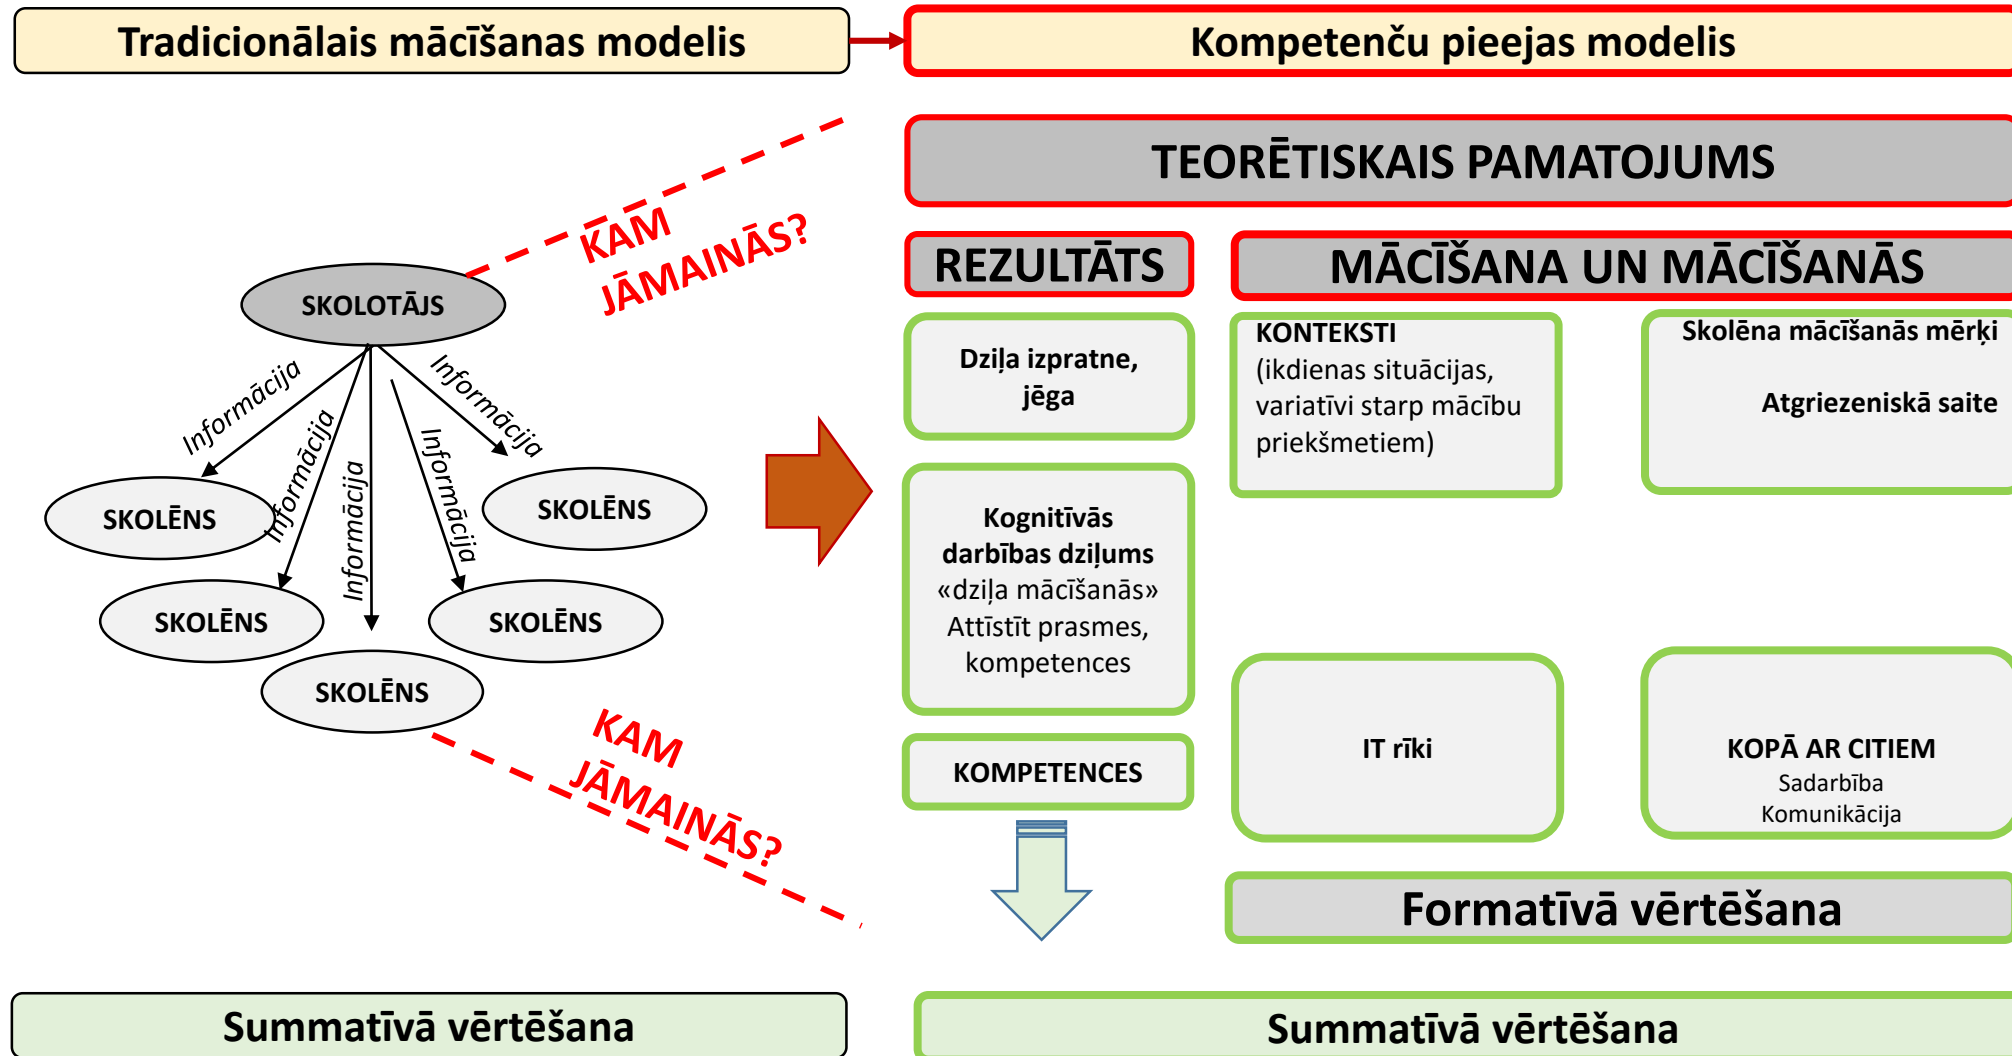 Tradicionālais mācīšanas modelis
Kompetenču pieejas modelis
TEORĒTISKAIS PAMATOJUMS
KAM
JĀMAINĀS?
SKOLOTĀJS
Informācija
Informācija
Informācija
Informācija
Informācija
SKOLĒNS
SKOLĒNS
SKOLĒNS
SKOLĒNS
SKOLĒNS
KAM
JĀMAINĀS?
REZULTĀTS
Dziļa izpratne,
jēga
Kognitīvās
darbības dziļums
«dziļa mācīšanās»
Attīstīt prasmes,
kompetences
KOMPETENCES
MĀCĪŠANA UN MĀCĪŠANĀS
KONTEKSTI
(ikdienas situācijas,
variatīvi starp mācību
priekšmetiem)
Skolēna mācīšanās mērķi
Atgriezeniskā saite
IT rīki
KOPĀ AR CITIEM
Sadarbība
Komunikācija
Formatīvā vērtēšana
Summatīvā vērtēšana
Summatīvā vērtēšana